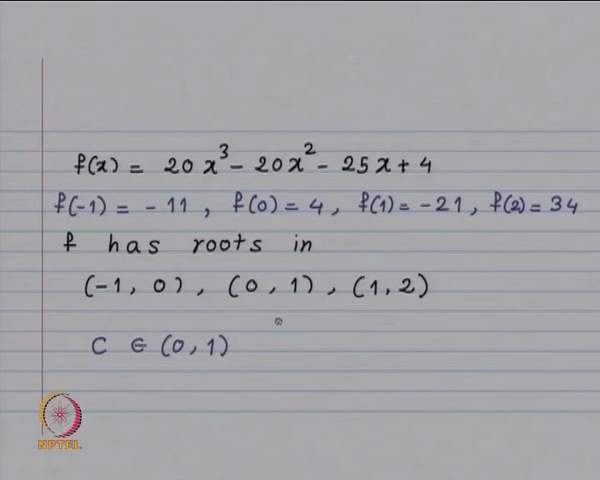 f(x) = 20x³ - 20x² - 25x + 4
f(-1) = -11, f(0) = 4, f(1) = -21, f(2) = 34
f has roots in
(-1, 0), (0, 1), (1, 2)
C ∈ (0, 1)
NPTEL